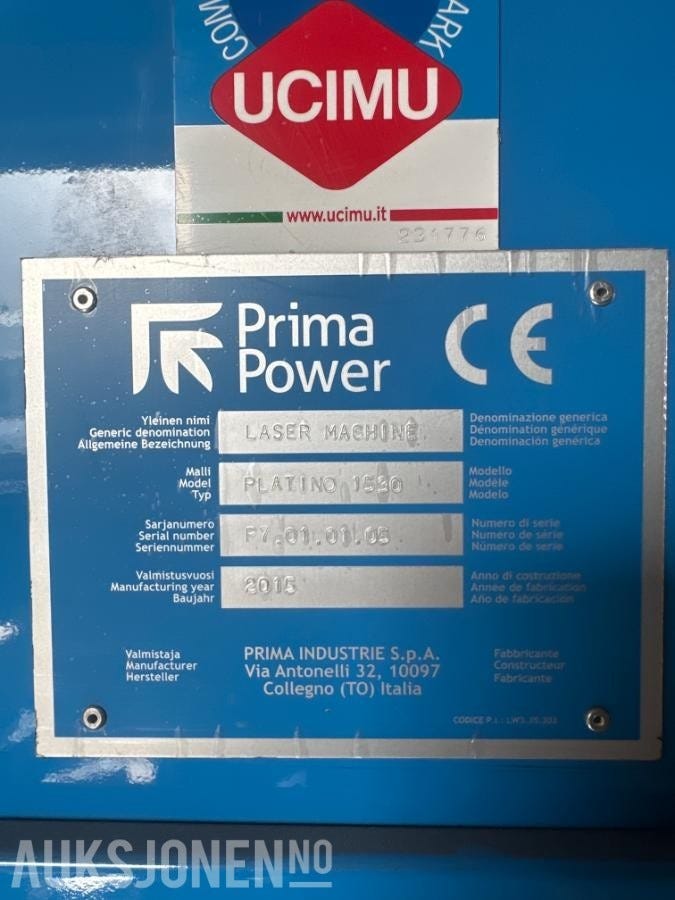 COM
ARK
UCIMU
www.ucimu.it
231776
Prima
Power
CE
Yleinen nimi
Generic denomination
Allgemeine Bezeichnung
LASER MACHINE
Denominazione generica
Dénomination générique
Denominación genérica
Malli
Model
Typ
PLATINO 1530
Modello
Modèle
Modelo
Sarjanumero
Serial number
Seriennummer
P7.01.01.05
Numero di serie
Numéro de série
Número de serie
Valmistusvuosi
Manufacturing year
Baujahr
2015
Anno di costruzione
Année de fabrication
Año de fabricación
Valmistaja
Manufacturer
Hersteller
PRIMA INDUSTRIE S.p.A.
Via Antonelli 32, 10097
Collegno (TO) Italia
Fabbricante
Constructeur
Fabricante
CODICE P.I.:
AUKSJONEN.NO